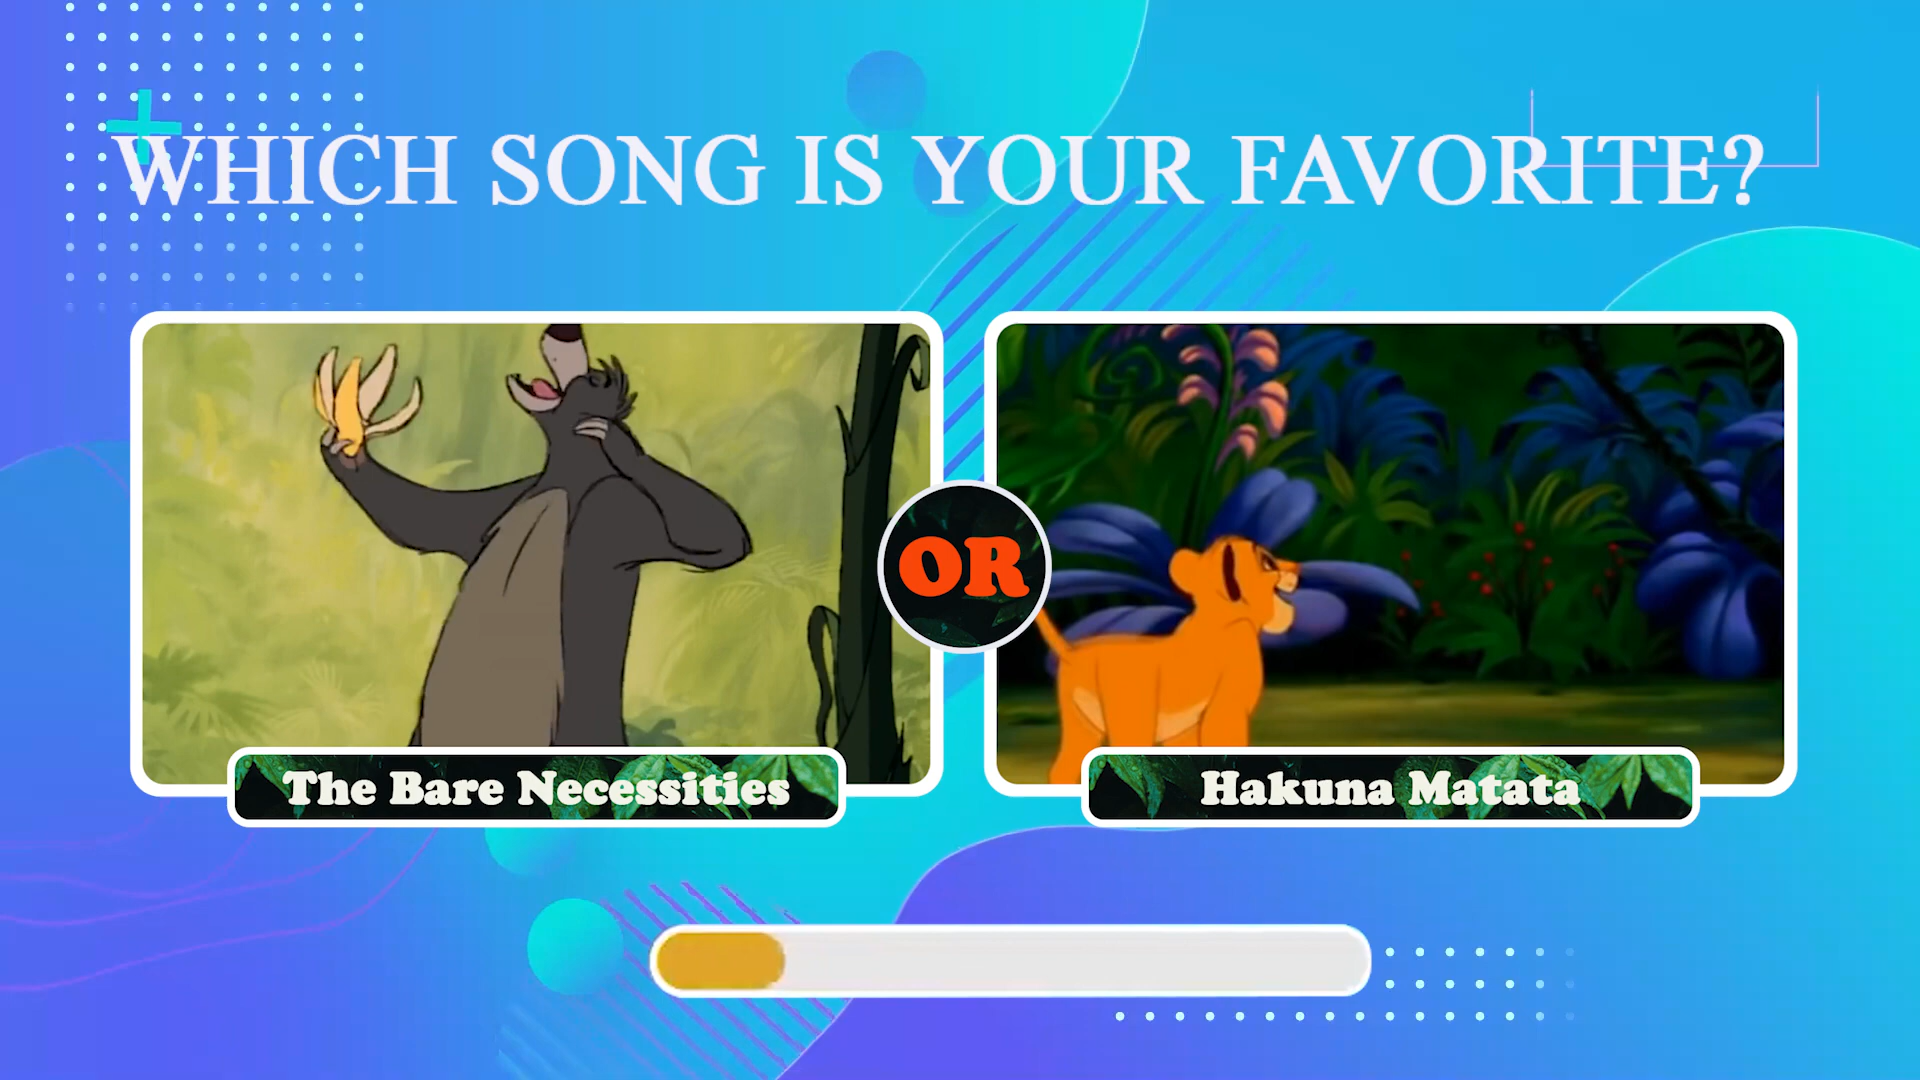 WHICH SONG IS YOUR FAVORITE?
OR
The Bare Necessities
Hakuna Matata